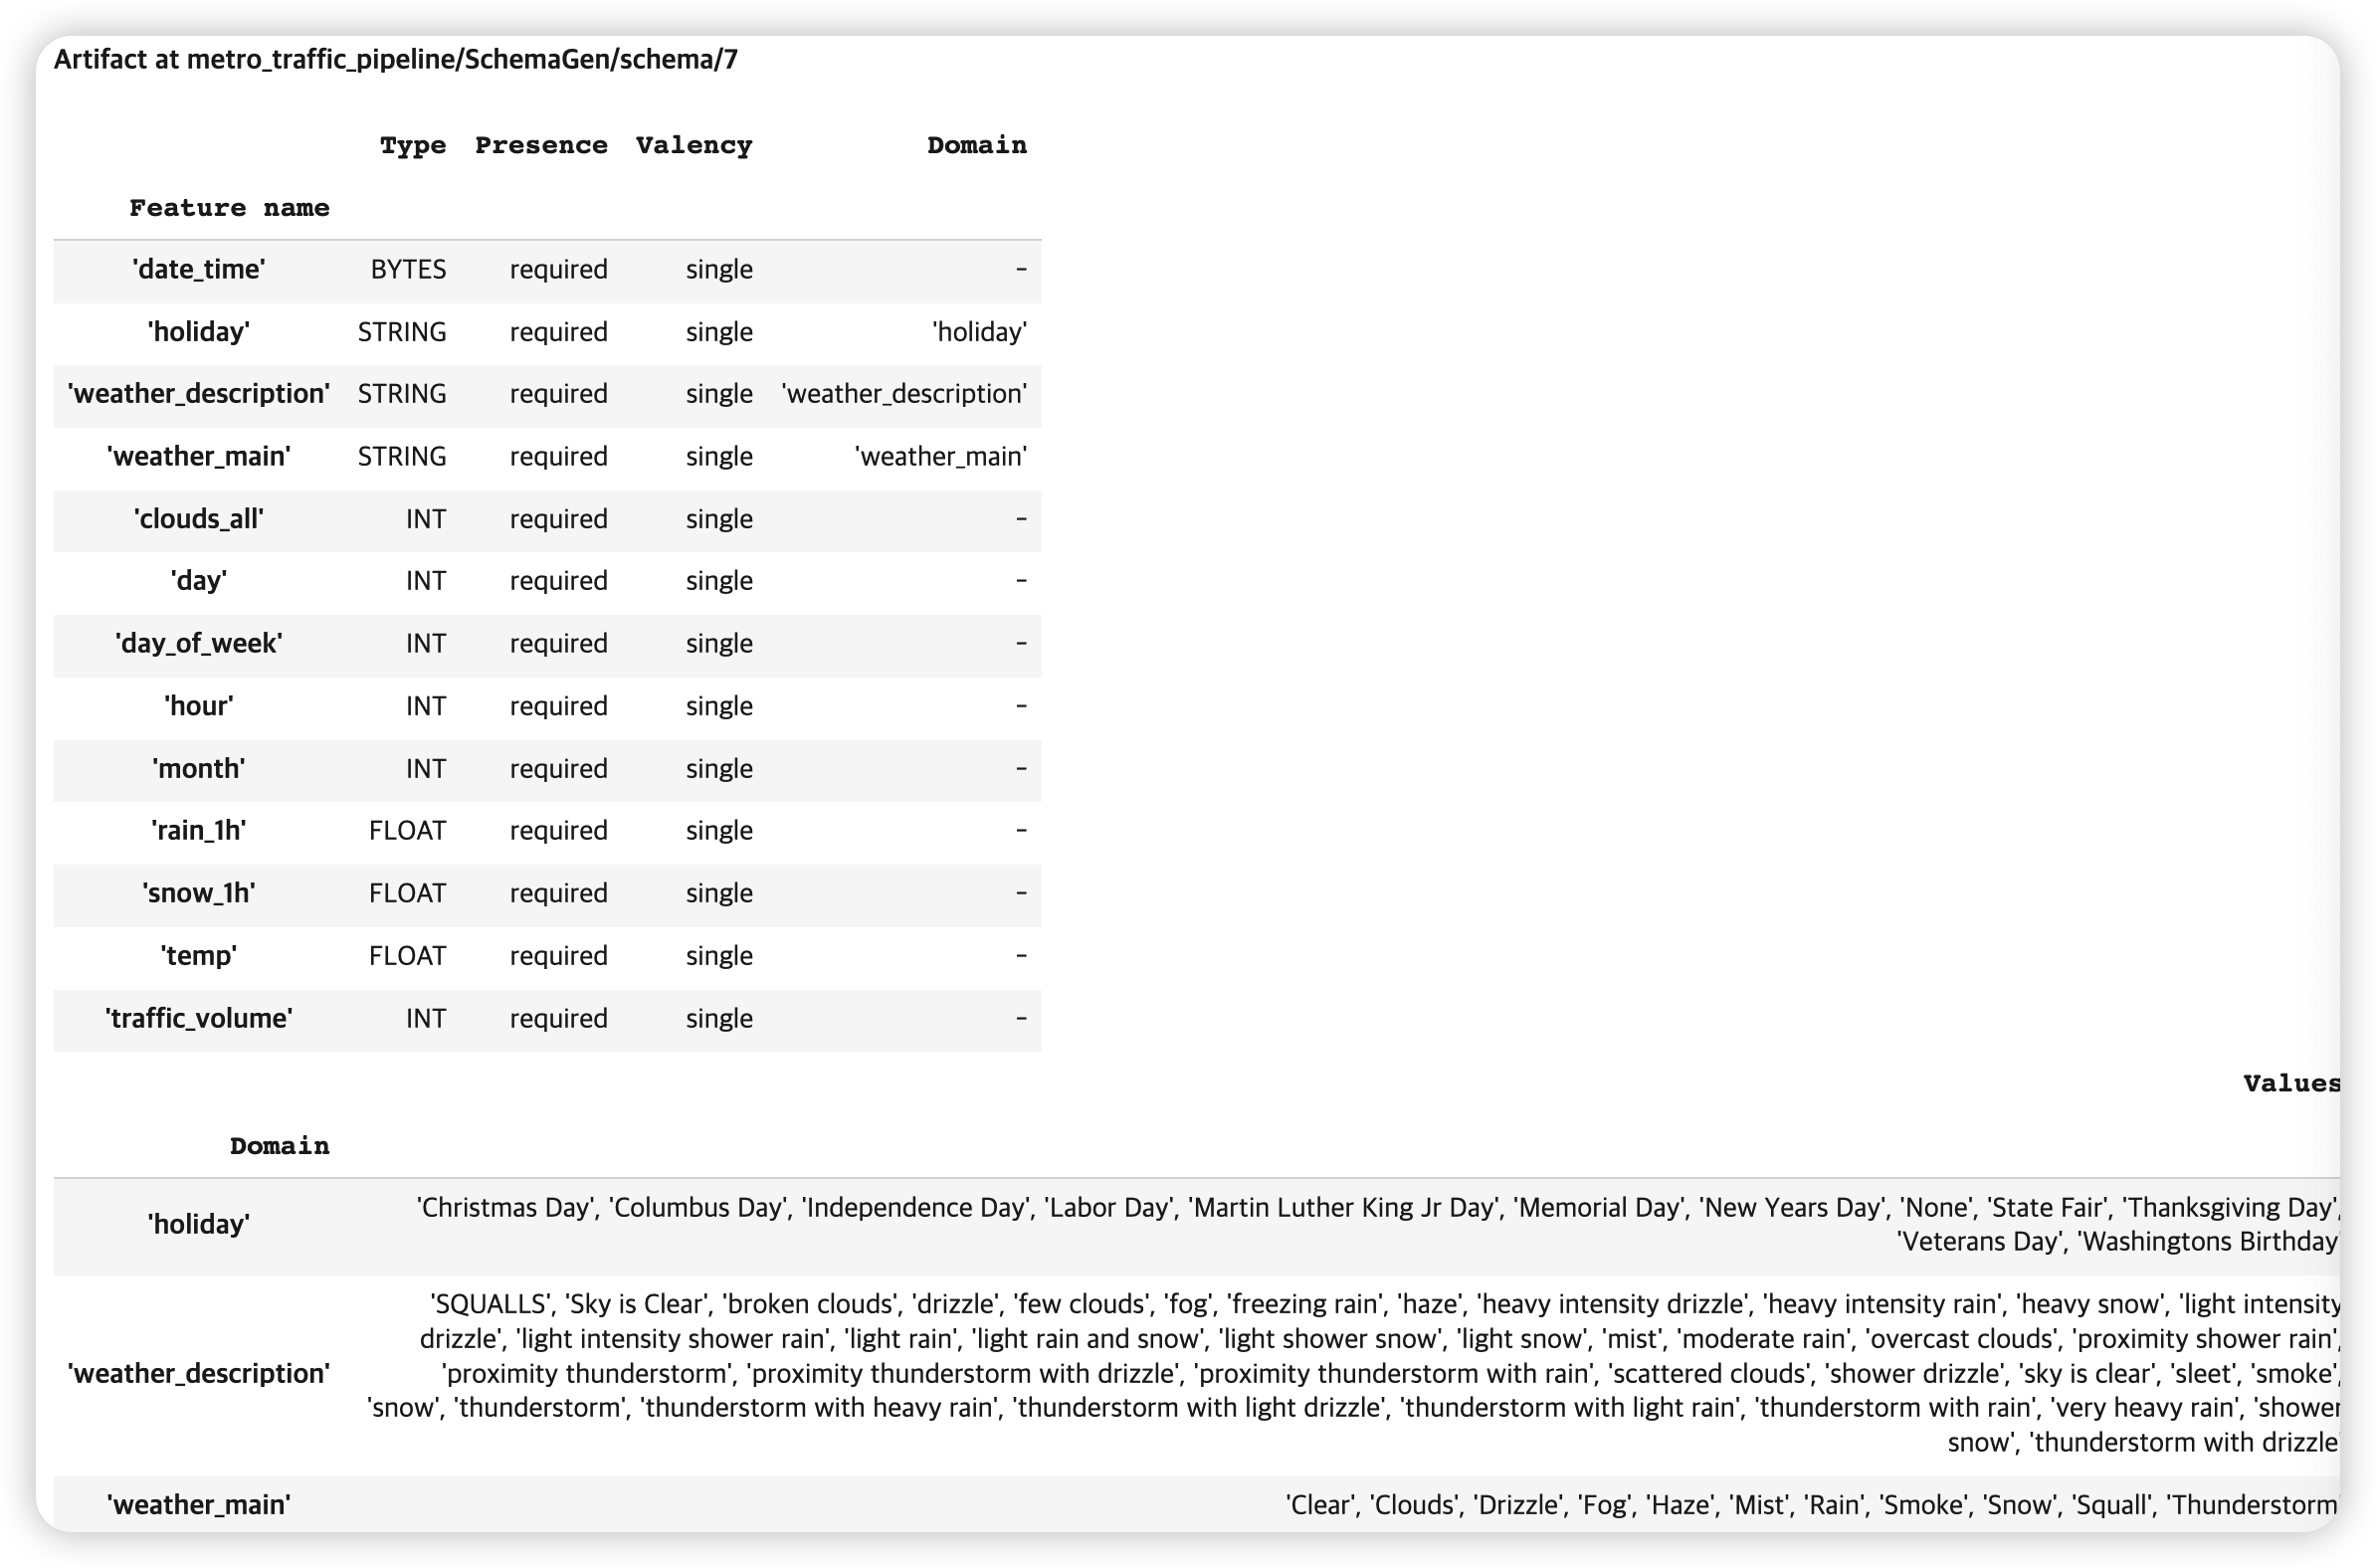 Artifact at metro_traffic_pipeline/SchemaGen/schema/7
Type Presence Valency Domain
Feature name
'date_time' BYTES required single -
'holiday' STRING required single 'holiday'
'weather_description' STRING required single 'weather_description'
'weather_main' STRING required single 'weather_main'
'clouds_all' INT required single -
'day' INT required single -
'day_of_week' INT required single -
'hour' INT required single -
'month' INT required single -
'rain_1h' FLOAT required single -
'snow_1h' FLOAT required single -
'temp' FLOAT required single -
'traffic_volume' INT required single -
Values
Domain
'holiday' 'Christmas Day', 'Columbus Day', 'Independence Day', 'Labor Day', 'Martin Luther King Jr Day', 'Memorial Day', 'New Years Day', 'None', 'State Fair', 'Thanksgiving Day',
'Veterans Day', 'Washingtons Birthday'
'SQUALLS', 'Sky is Clear', 'broken clouds', 'drizzle', 'few clouds', 'fog', 'freezing rain', 'haze', 'heavy intensity drizzle', 'heavy intensity rain', 'heavy snow', 'light intensity
drizzle', 'light intensity shower rain', 'light rain', 'light rain and snow', 'light shower snow', 'light snow', 'mist', 'moderate rain', 'overcast clouds', 'proximity shower rain',
'weather_description' 'proximity thunderstorm', 'proximity thunderstorm with drizzle', 'proximity thunderstorm with rain', 'scattered clouds', 'shower drizzle', 'sky is clear', 'sleet', 'smoke',
'snow', 'thunderstorm', 'thunderstorm with heavy rain', 'thunderstorm with light drizzle', 'thunderstorm with light rain', 'thunderstorm with rain', 'very heavy rain', 'shower
snow', 'thunderstorm with drizzle'
'weather_main' 'Clear', 'Clouds', 'Drizzle', 'Fog', 'Haze', 'Mist', 'Rain', 'Smoke', 'Snow', 'Squall', 'Thunderstorm'